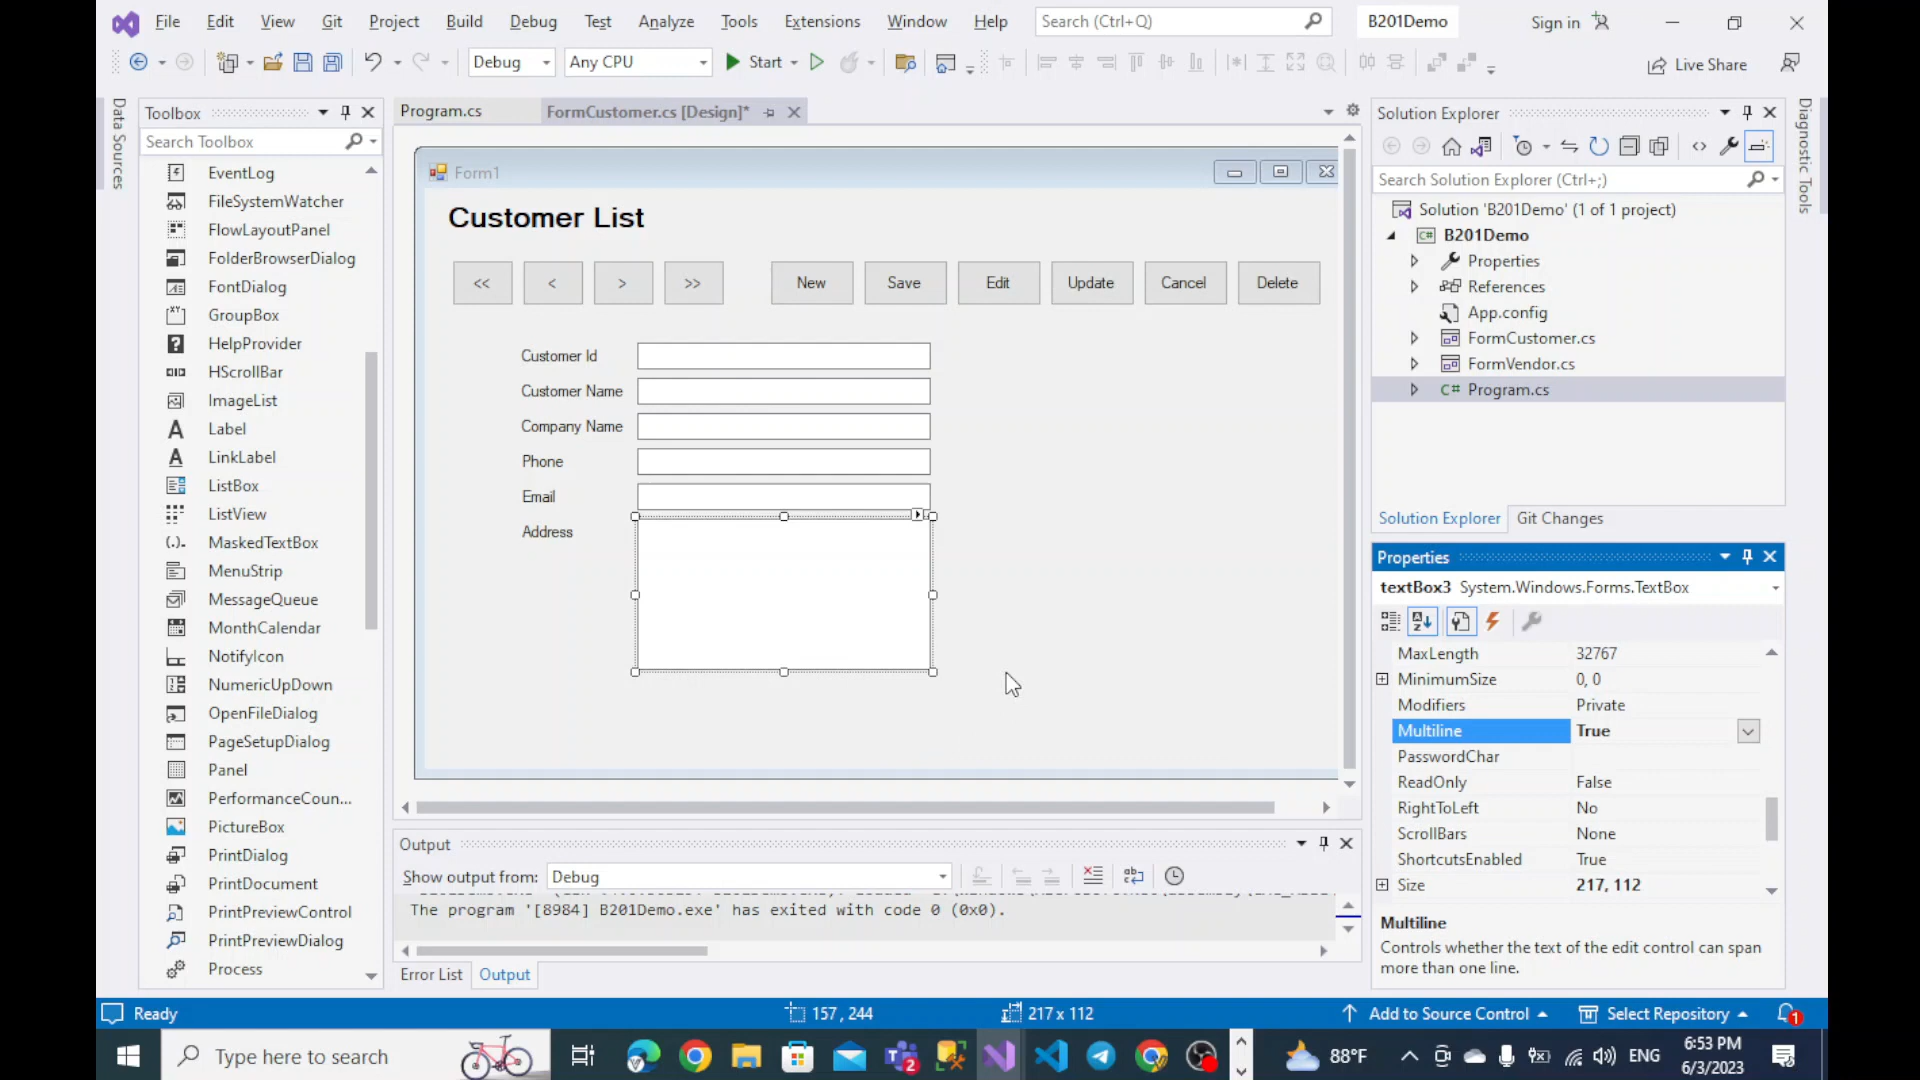 File Edit View Git Project Build Debug Test Analyze Tools Extensions Window Help Search (Ctrl+Q) B201Demo Sign in
Debug Any CPU Start Live Share
Data Sources
Toolbox
Search Toolbox
EventLog
FileSystemWatcher
FlowLayoutPanel
FolderBrowserDialog
FontDialog
GroupBox
HelpProvider
HScrollBar
ImageList
Label
LinkLabel
ListBox
ListView
MaskedTextBox
MenuStrip
MessageQueue
MonthCalendar
NotifyIcon
NumericUpDown
OpenFileDialog
PageSetupDialog
Panel
PerformanceCoun...
PictureBox
PrintDialog
PrintDocument
PrintPreviewControl
PrintPreviewDialog
Process
Program.cs FormCustomer.cs [Design]*
Form1
Customer List
<< < > >> New Save Edit Update Cancel Delete
Customer Id
Customer Name
Company Name
Phone
Email
Address
Output
Show output from: Debug
The program '[8984] B201Demo.exe' has exited with code 0 (0x0).
Error List Output
Solution Explorer
Search Solution Explorer (Ctrl+;)
Solution 'B201Demo' (1 of 1 project)
B201Demo
Properties
References
App.config
FormCustomer.cs
FormVendor.cs
C# Program.cs
Solution Explorer Git Changes
Properties
textBox3 System.Windows.Forms.TextBox
MaxLength 32767
MinimumSize 0, 0
Modifiers Private
Multiline True
PasswordChar
ReadOnly False
RightToLeft No
ScrollBars None
ShortcutsEnabled True
Size 217, 112
Multiline
Controls whether the text of the edit control can span
more than one line.
Diagnostic Tools
Ready 157 , 244 217 x 112 Add to Source Control Select Repository 1
Type here to search 2 88°F ENG 6:53 PM
6/3/2023